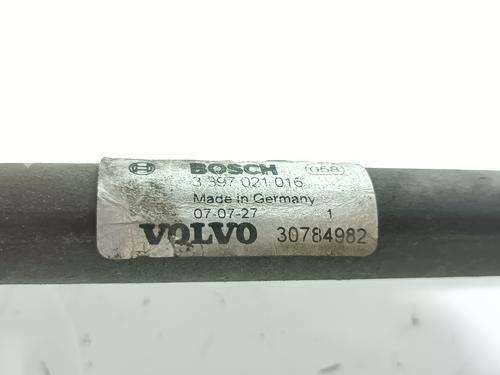 BOSCH 058
3 397 021 016
Made in Germany
07-07-27 1
VOLVO 30784982